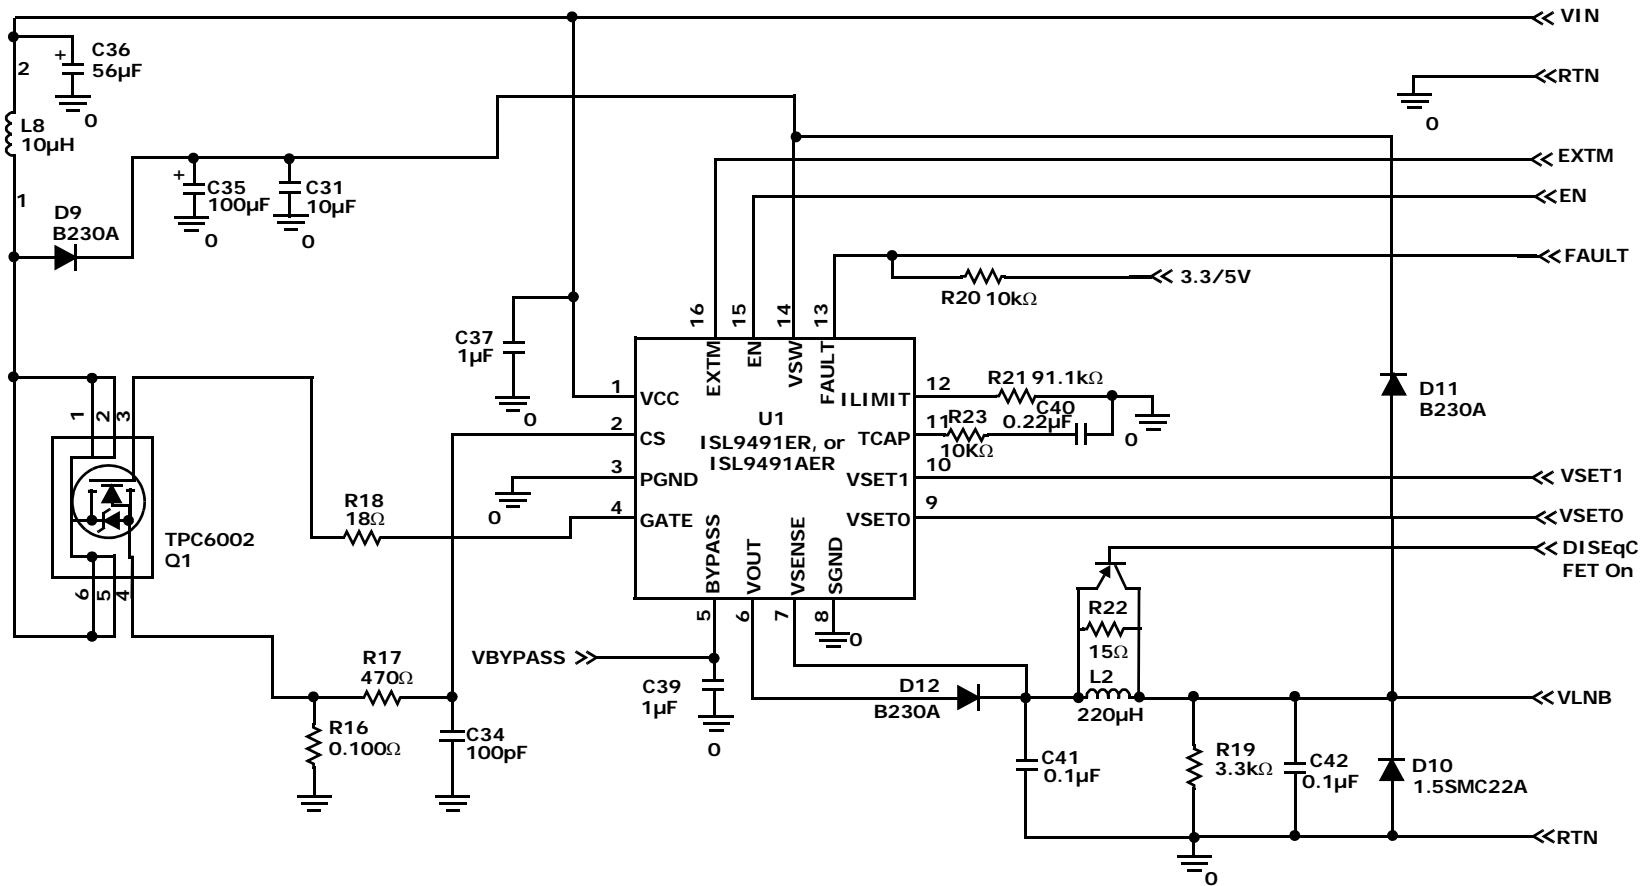 VIN
C36
56µF
+
2
0
RTN
0
L8
10µH
EXTM
1
+
C35
100µF
0
C31
10µF
0
EN
D9
B230A
FAULT
3.3/5V
R20 10kΩ
16
15
14
13
C37
1µF
0
EXTM
EN
VSW
FAULT
1
2
3
1
VCC
2
CS
3
PGND
0
4
GATE
U1
ISL9491ER, or
ISL9491AER
12
ILIMIT
R21 91.1kΩ
11
TCAP
R23
10KΩ
C40
0.22µF
0
10
VSET1
VSET1
9
VSET0
VSET0
D11
B230A
R18
18Ω
TPC6002
Q1
6
5
4
BYPASS
VOUT
VSENSE
SGND
5
6
7
8
0
DISEqC
FET On
R22
15Ω
L2
220µH
VBYPASS
C39
1µF
0
D12
B230A
VLNB
R17
470Ω
R16
0.100Ω
C34
100pF
C41
0.1µF
R19
3.3kΩ
C42
0.1µF
D10
1.5SMC22A
RTN
0